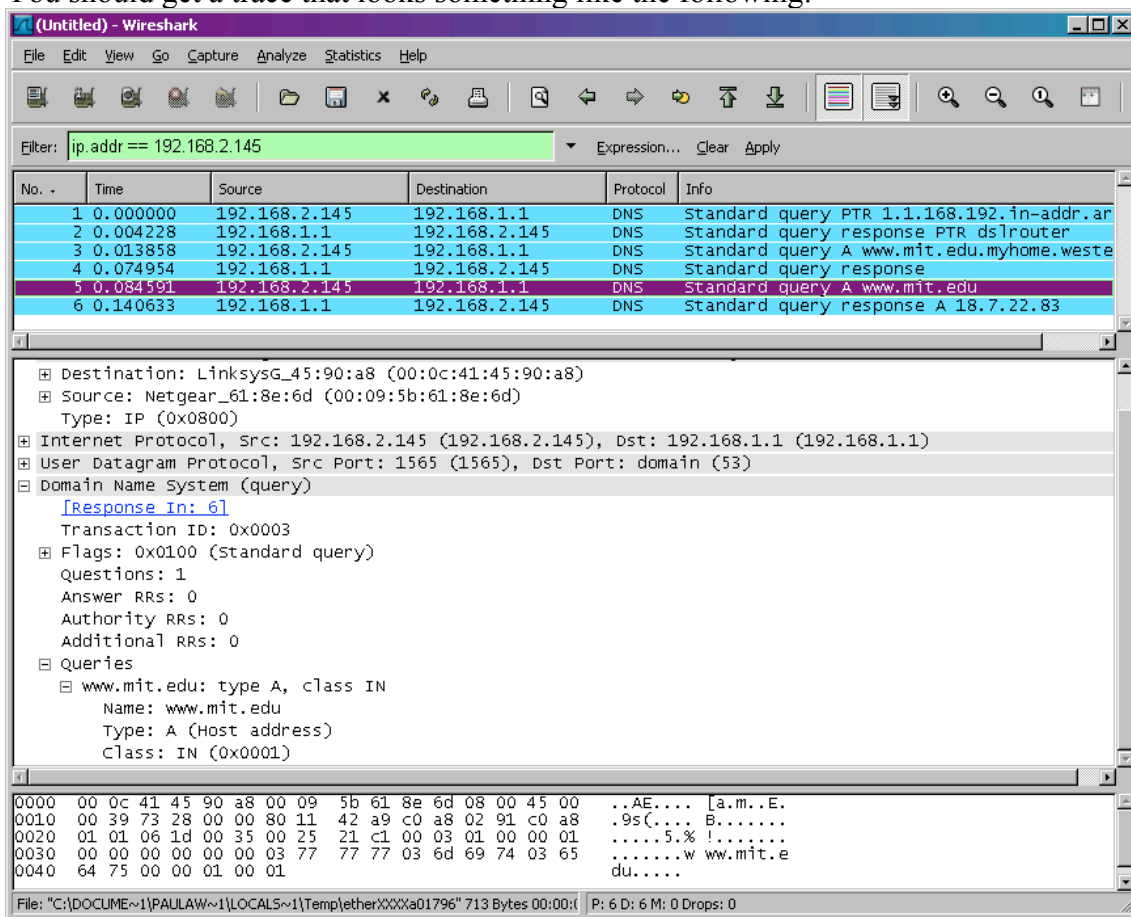 You should get a trace that looks something like the following:
(Untitled) - Wireshark
File Edit View Go Capture Analyze Statistics Help
Filter: ip.addr == 192.168.2.145 Expression... Clear Apply
No. Time Source Destination Protocol Info
1 0.000000 192.168.2.145 192.168.1.1 DNS Standard query PTR 1.1.168.192.in-addr.ar
2 0.004228 192.168.1.1 192.168.2.145 DNS Standard query response PTR dslrouter
3 0.013858 192.168.2.145 192.168.1.1 DNS Standard query A www.mit.edu.myhome.weste
4 0.074954 192.168.1.1 192.168.2.145 DNS Standard query response
5 0.084591 192.168.2.145 192.168.1.1 DNS Standard query A www.mit.edu
6 0.140633 192.168.1.1 192.168.2.145 DNS Standard query response A 18.7.22.83
Destination: LinksysG_45:90:a8 (00:0c:41:45:90:a8)
Source: Netgear_61:8e:6d (00:09:5b:61:8e:6d)
Type: IP (0x0800)
Internet Protocol, Src: 192.168.2.145 (192.168.2.145), Dst: 192.168.1.1 (192.168.1.1)
User Datagram Protocol, Src Port: 1565 (1565), Dst Port: domain (53)
Domain Name System (query)
[Response In: 6]
Transaction ID: 0x0003
Flags: 0x0100 (Standard query)
Questions: 1
Answer RRs: 0
Authority RRs: 0
Additional RRs: 0
Queries
www.mit.edu: type A, class IN
Name: www.mit.edu
Type: A (Host address)
Class: IN (0x0001)
0000 00 0c 41 45 90 a8 00 09 5b 61 8e 6d 08 00 45 00 ..AE.... [a.m..E.
0010 00 39 73 28 00 00 80 11 42 a9 c0 a8 02 91 c0 a8 .9s(.... B.......
0020 01 01 06 1d 00 35 00 25 21 c1 00 03 01 00 00 01 .....5.% !.......
0030 00 00 00 00 00 00 03 77 77 77 03 6d 69 74 03 65 .......w ww.mit.e
0040 64 75 00 00 01 00 01 du.....
File: "C:\DOCUME~1\PAULAW~1\LOCALS~1\Temp\etherXXXXa01796" 713 Bytes 00:00:( P: 6 D: 6 M: 0 Drops: 0